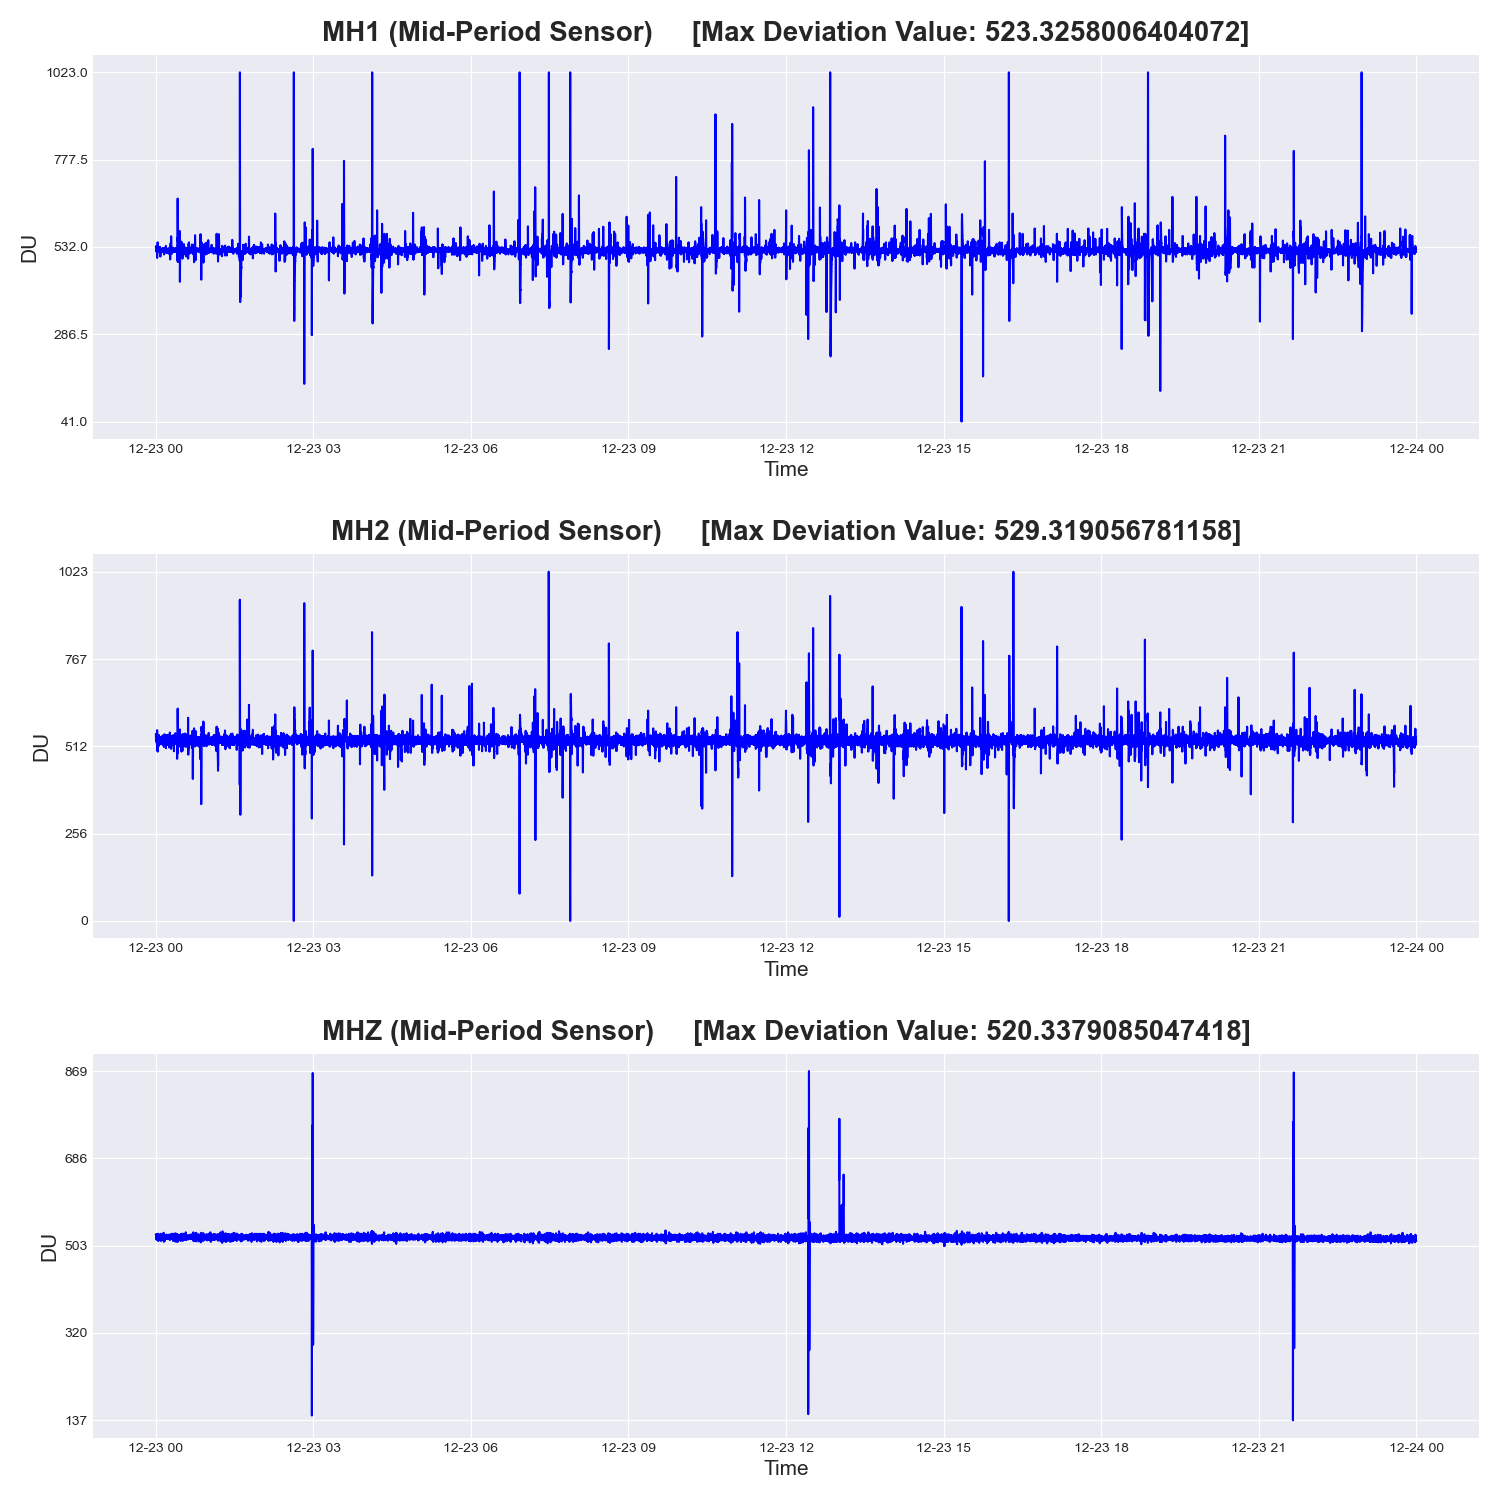 MH1 (Mid-Period Sensor) [Max Deviation Value: 523.3258006404072]
1023.0
777.5
532.0
286.5
41.0
DU
12-23 00 12-23 03 12-23 06 12-23 09 12-23 12 12-23 15 12-23 18 12-23 21 12-24 00
Time
MH2 (Mid-Period Sensor) [Max Deviation Value: 529.319056781158]
1023
767
512
256
0
DU
12-23 00 12-23 03 12-23 06 12-23 09 12-23 12 12-23 15 12-23 18 12-23 21 12-24 00
Time
MHZ (Mid-Period Sensor) [Max Deviation Value: 520.3379085047418]
869
686
503
320
137
DU
12-23 00 12-23 03 12-23 06 12-23 09 12-23 12 12-23 15 12-23 18 12-23 21 12-24 00
Time